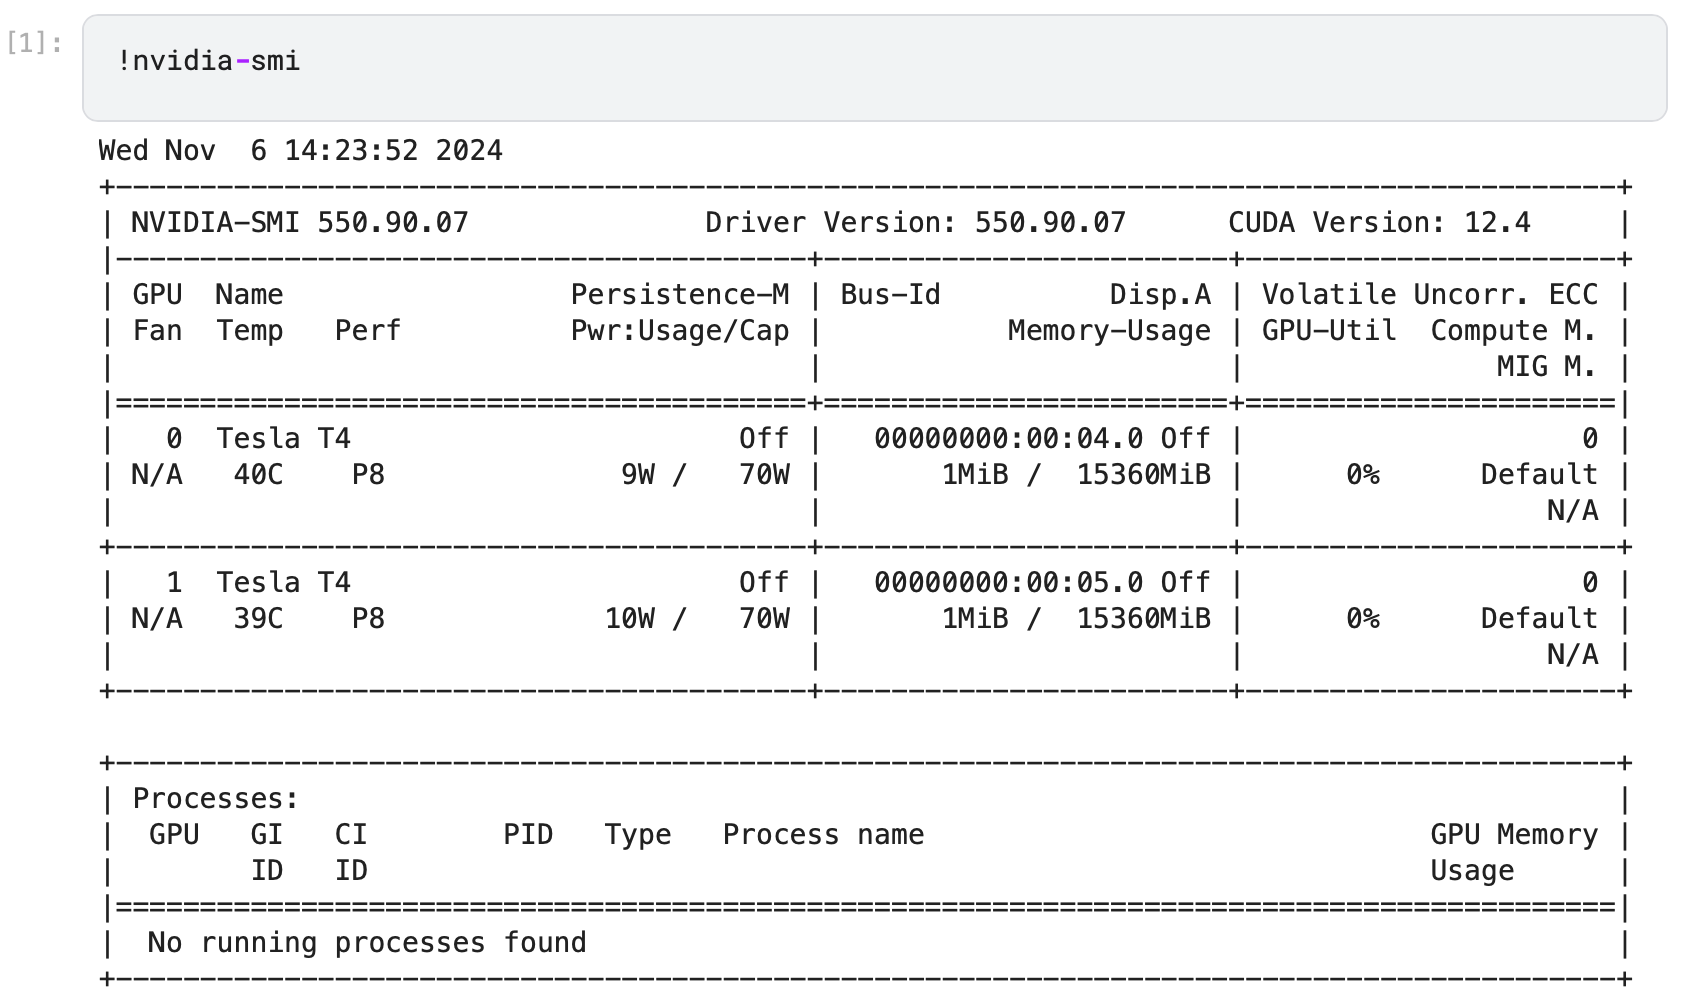 [1]:
!nvidia-smi
Wed Nov  6 14:23:52 2024
+-----------------------------------------------------------------------------------------+
| NVIDIA-SMI 550.90.07              Driver Version: 550.90.07      CUDA Version: 12.4     |
|-----------------------------------------+------------------------+----------------------+
| GPU  Name                 Persistence-M | Bus-Id          Disp.A | Volatile Uncorr. ECC |
| Fan  Temp   Perf          Pwr:Usage/Cap |           Memory-Usage | GPU-Util  Compute M. |
|                                         |                        |               MIG M. |
|=========================================+========================+======================|
|   0  Tesla T4                       Off |   00000000:00:04.0 Off |                    0 |
| N/A   40C    P8              9W /   70W |       1MiB /  15360MiB |      0%      Default |
|                                         |                        |                  N/A |
+-----------------------------------------+------------------------+----------------------+
|   1  Tesla T4                       Off |   00000000:00:05.0 Off |                    0 |
| N/A   39C    P8             10W /   70W |       1MiB /  15360MiB |      0%      Default |
|                                         |                        |                  N/A |
+-----------------------------------------+------------------------+----------------------+

+-----------------------------------------------------------------------------------------+
| Processes:                                                                              |
|  GPU   GI   CI        PID   Type   Process name                              GPU Memory |
|        ID   ID                                                               Usage      |
|=========================================================================================|
|  No running processes found                                                             |
+-----------------------------------------------------------------------------------------+